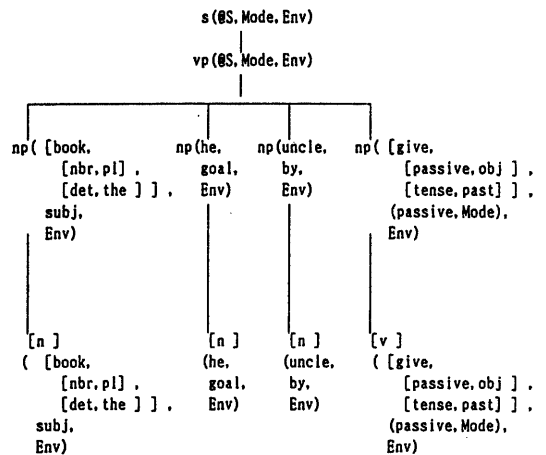 s(@S, Mode, Env)
vp(@S, Mode, Env)
np( [book, np(he, np(uncle, np( [give,
[nbr, pl] , goal, by, [passive, obj ] ,
[det, the ] ] , Env) Env) [tense, past] ] ,
subj, (passive, Mode),
Env) Env)
[n ] [n ] [n ] [v ]
( [book, (he, (uncle, ( [give,
[nbr, pl] , goal, by, [passive, obj ] ,
[det, the ] ] , Env) Env) [tense, past] ] ,
subj, (passive, Mode),
Env) Env)